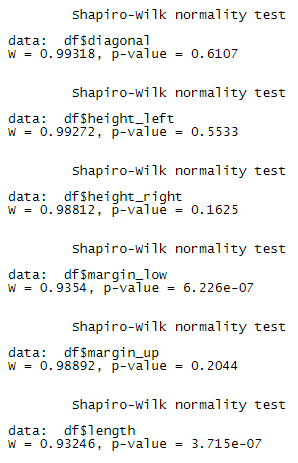 Shapiro-Wilk normality test
data:  df$diagonal
W = 0.99318, p-value = 0.6107
Shapiro-Wilk normality test
data:  df$height_left
W = 0.99272, p-value = 0.5533
Shapiro-Wilk normality test
data:  df$height_right
W = 0.98812, p-value = 0.1625
Shapiro-Wilk normality test
data:  df$margin_low
W = 0.9354, p-value = 6.226e-07
Shapiro-Wilk normality test
data:  df$margin_up
W = 0.98892, p-value = 0.2044
Shapiro-Wilk normality test
data:  df$length
W = 0.93246, p-value = 3.715e-07